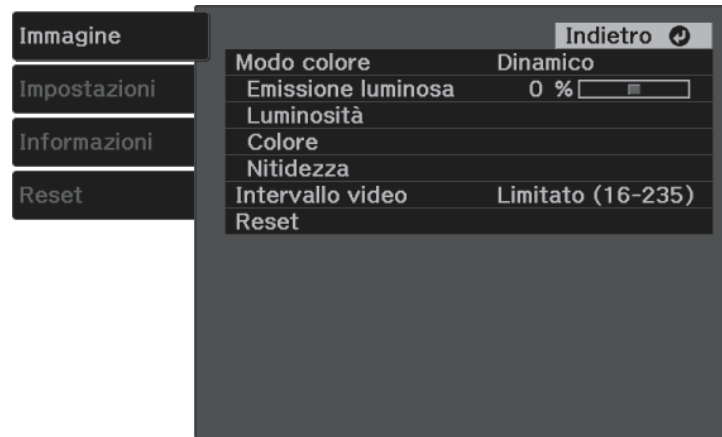 Immagine
Impostazioni
Informazioni
Reset
Indietro
Modo colore Dinamico
Emissione luminosa 0 %
Luminosità
Colore
Nitidezza
Intervallo video Limitato (16-235)
Reset